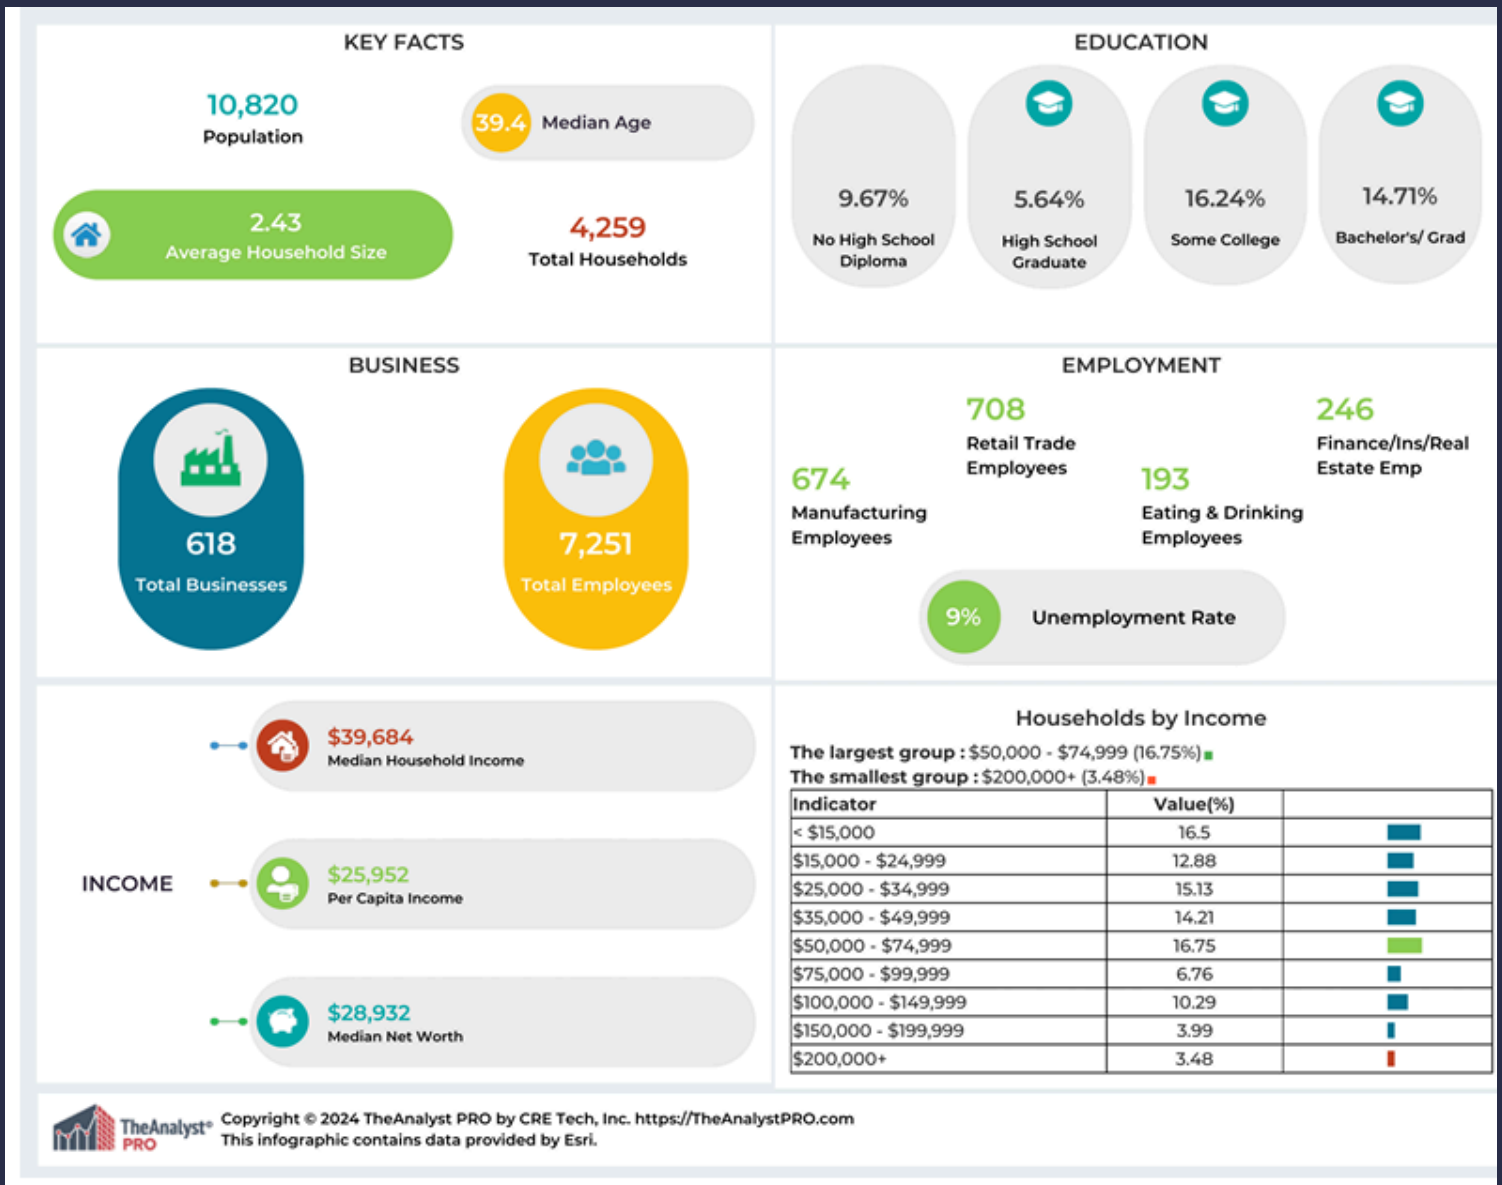 KEY FACTS
10,820
Population
39.4 Median Age
2.43
Average Household Size
4,259
Total Households
EDUCATION
9.67%
No High School
Diploma
5.64%
High School
Graduate
16.24%
Some College
14.71%
Bachelor's/ Grad
BUSINESS
618
Total Businesses
7,251
Total Employees
EMPLOYMENT
674
Manufacturing
Employees
708
Retail Trade
Employees
193
Eating & Drinking
Employees
246
Finance/Ins/Real
Estate Emp
9% Unemployment Rate
INCOME
$39,684
Median Household Income
$25,952
Per Capita Income
$28,932
Median Net Worth
Households by Income
The largest group : $50,000 - $74,999 (16.75%)
The smallest group : $200,000+ (3.48%)
Indicator Value(%)
< $15,000 16.5
$15,000 - $24,999 12.88
$25,000 - $34,999 15.13
$35,000 - $49,999 14.21
$50,000 - $74,999 16.75
$75,000 - $99,999 6.76
$100,000 - $149,999 10.29
$150,000 - $199,999 3.99
$200,000+ 3.48
TheAnalyst®
PRO
Copyright © 2024 TheAnalyst PRO by CRE Tech, Inc. https://TheAnalystPRO.com
This infographic contains data provided by Esri.